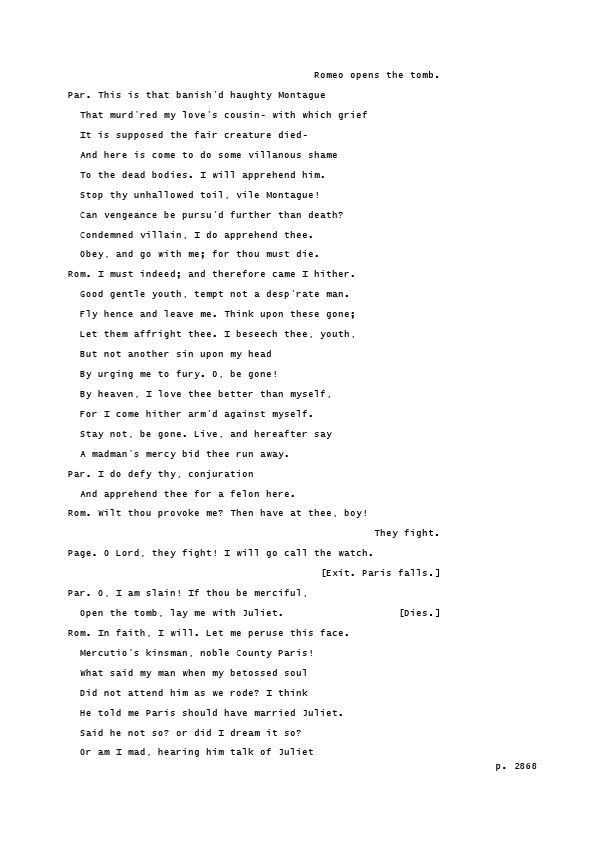 Romeo opens the tomb.
Par. This is that banish'd haughty Montague
That murd'red my love's cousin- with which grief
It is supposed the fair creature died-
And here is come to do some villanous shame
To the dead bodies. I will apprehend him.
Stop thy unhallowed toil, vile Montague!
Can vengeance be pursu'd further than death?
Condemned villain, I do apprehend thee.
Obey, and go with me; for thou must die.
Rom. I must indeed; and therefore came I hither.
Good gentle youth, tempt not a desp'rate man.
Fly hence and leave me. Think upon these gone;
Let them affright thee. I beseech thee, youth,
But not another sin upon my head
By urging me to fury. O, be gone!
By heaven, I love thee better than myself,
For I come hither arm'd against myself.
Stay not, be gone. Live, and hereafter say
A madman's mercy bid thee run away.
Par. I do defy thy, conjuration
And apprehend thee for a felon here.
Rom. Wilt thou provoke me? Then have at thee, boy!
They fight.
Page. O Lord, they fight! I will go call the watch.
[Exit. Paris falls.]
Par. O, I am slain! If thou be merciful,
Open the tomb, lay me with Juliet. [Dies.]
Rom. In faith, I will. Let me peruse this face.
Mercutio's kinsman, noble County Paris!
What said my man when my betossed soul
Did not attend him as we rode? I think
He told me Paris should have married Juliet.
Said he not so? or did I dream it so?
Or am I mad, hearing him talk of Juliet
p. 2868